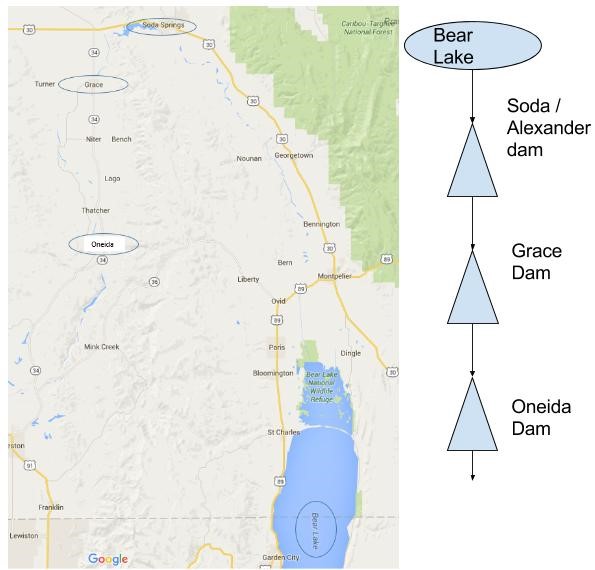 30
Soda Springs
Caribou-Targhee
National Forest
34
30
Turner
Grace
30
34
Niter
Bench
30
Nounan
Georgetown
Lago
Thatcher
Bennington
Oneida
30
34
Bern
89
36
Liberty
Montpelier
89
Ovid
89
Mink Creek
Paris
Dingle
34
Bloomington
Bear Lake
National
Wildlife
Refuge
30
St Charles
eston
91
89
Franklin
Bear Lake
Lewiston
Google
Garden City
Bear
Lake
Soda /
Alexander
dam
Grace
Dam
Oneida
Dam